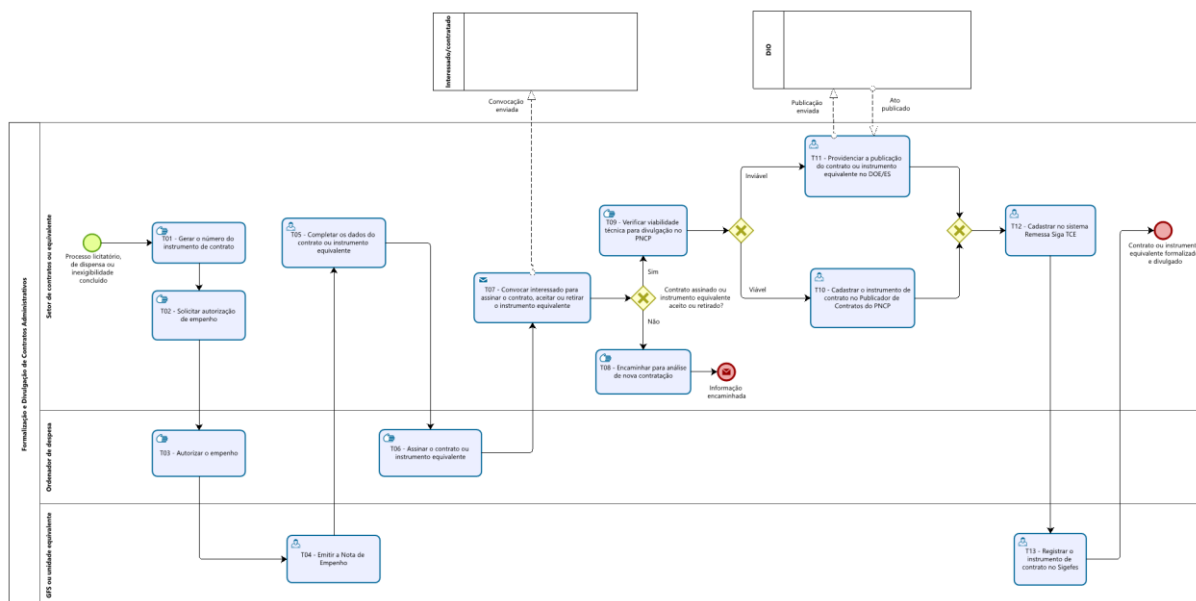 Interessado/contratado
DIO
Convocação
enviada
Publicação
enviada
Ato
publicado
Formalização e Divulgação de Contratos Administrativos
Setor de contratos ou equivalente
Processo licitatório,
de dispensa ou
inexigibilidade
concluído
T01 - Gerar o número do
instrumento de contrato
T02 - Solicitar autorização
de empenho
T05 - Completar os dados do
contrato ou instrumento
equivalente
T07 - Convocar interessado para
assinar o contrato, aceitar ou retirar
o instrumento equivalente
T09 - Verificar viabilidade
técnica para divulgação no
PNCP
Sim
Contrato assinado ou
instrumento equivalente
aceito ou retirado?
Não
T08 - Encaminhar para análise
de nova contratação
Informação
encaminhada
Inviável
Viável
T11 - Providenciar a publicação
do contrato ou instrumento
equivalente no DOE/ES
T10 - Cadastrar o instrumento de
contrato no Publicador de
Contratos do PNCP
T12 - Cadastrar no sistema
Remessa Siga TCE
Contrato ou instrum
equivalente formalizad
e divulgado
Ordenador de despesa
T03 - Autorizar o empenho
T06 - Assinar o contrato ou
instrumento equivalente
GFS ou unidade equivalente
T04 - Emitir a Nota de
Empenho
T13 - Registrar o
instrumento de
contrato no Sigefes